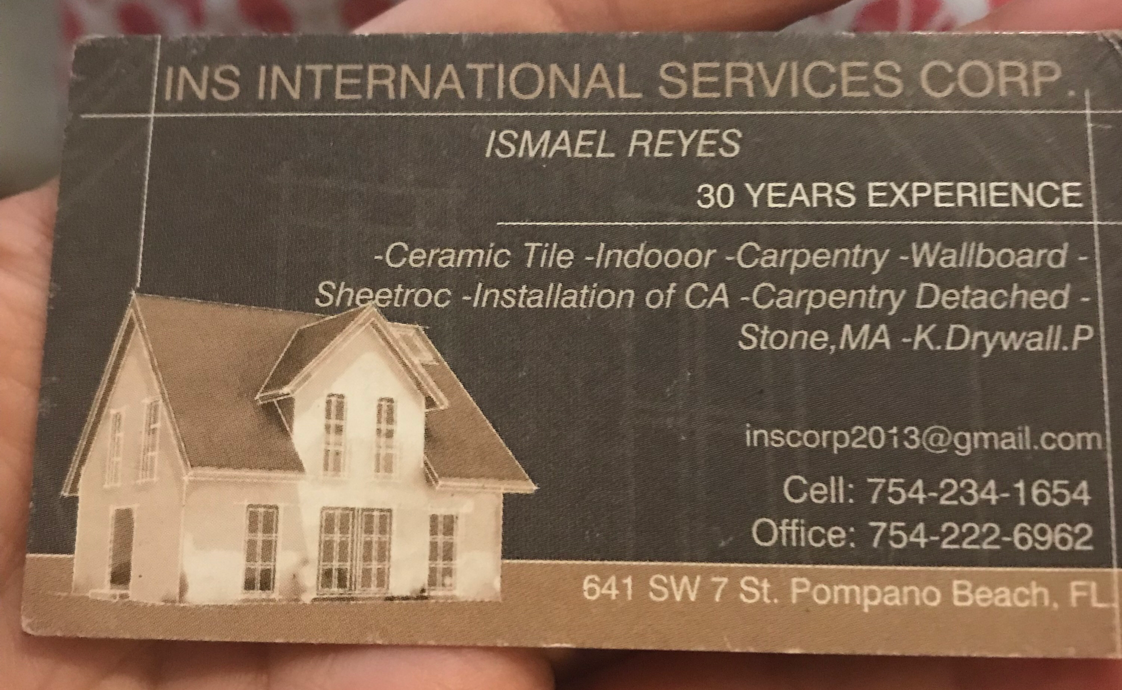 INS INTERNATIONAL SERVICES CORP.
ISMAEL REYES
30 YEARS EXPERIENCE
-Ceramic Tile -Indooor -Carpentry -Wallboard -
Sheetroc -Installation of CA -Carpentry Detached -
Stone,MA -K.Drywall.P
inscorp2013@gmail.com
Cell: 754-234-1654
Office: 754-222-6962
641 SW 7 St. Pompano Beach, FL.